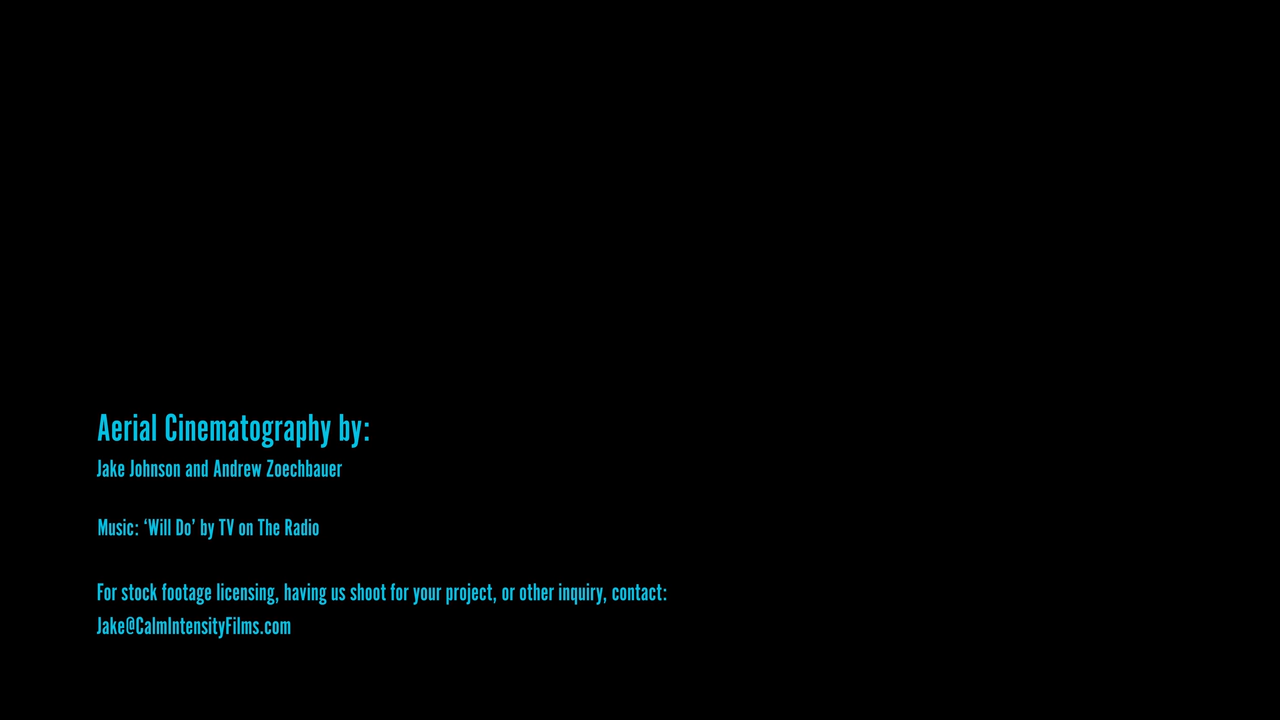 Aerial Cinematography by:
Jake Johnson and Andrew Zoechbauer
Music: ‘Will Do’ by TV on The Radio
For stock footage licensing, having us shoot for your project, or other inquiry, contact:
Jake@CalmIntensityFilms.com